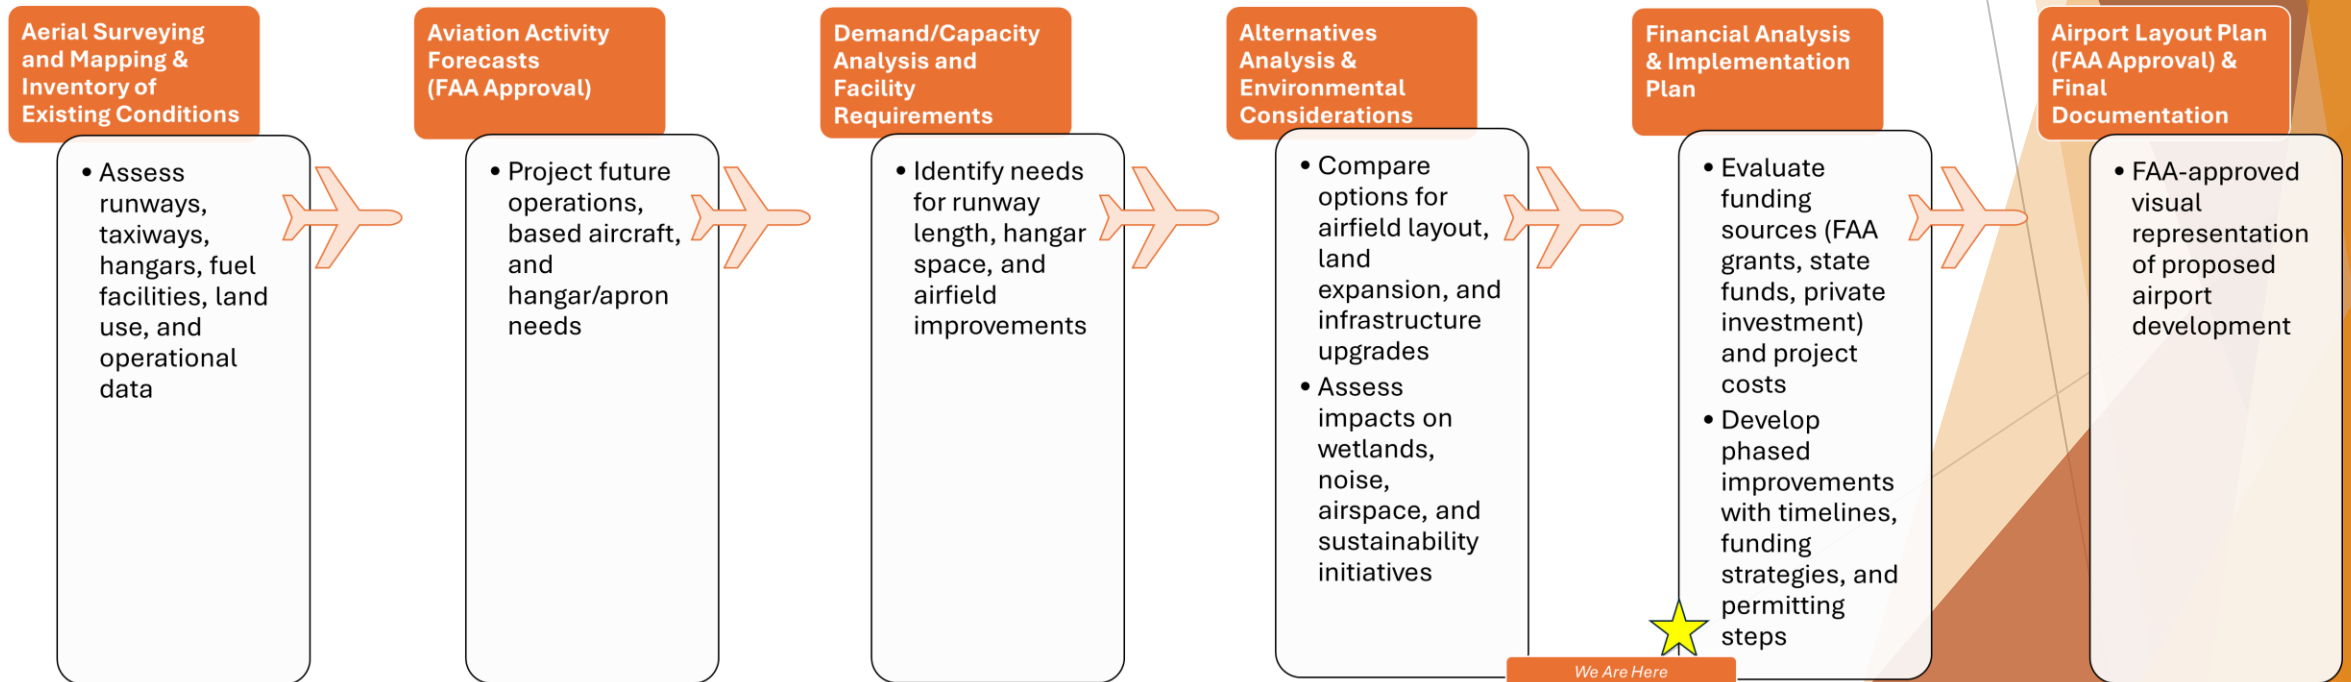 Aerial Surveying
and Mapping &
Inventory of
Existing Conditions
• Assess
runways,
taxiways,
hangars, fuel
facilities, land
use, and
operational
data
Aviation Activity
Forecasts
(FAA Approval)
• Project future
operations,
based aircraft,
and
hangar/apron
needs
Demand/Capacity
Analysis and
Facility
Requirements
• Identify needs
for runway
length, hangar
space, and
airfield
improvements
Alternatives
Analysis &
Environmental
Considerations
• Compare
options for
airfield layout,
land
expansion, and
infrastructure
upgrades
• Assess
impacts on
wetlands,
noise,
airspace, and
sustainability
initiatives
Financial Analysis
& Implementation
Plan
• Evaluate
funding
sources (FAA
grants, state
funds, private
investment)
and project
costs
• Develop
phased
improvements
with timelines,
funding
strategies, and
permitting
steps
We Are Here
Airport Layout Plan
(FAA Approval) &
Final
Documentation
• FAA-approved
visual
representation
of proposed
airport
development